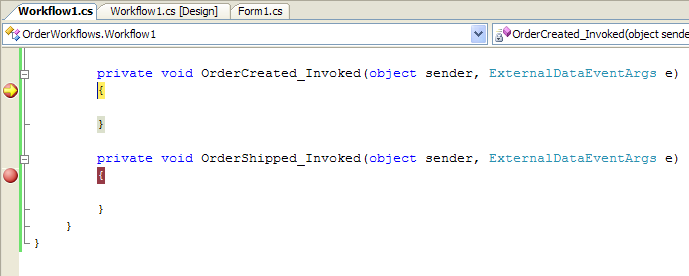 Workflow1.cs Workflow1.cs [Design] Form1.cs
OrderWorkflows.Workflow1 OrderCreated_Invoked(object sende
private void OrderCreated_Invoked(object sender, ExternalDataEventArgs e)
{
}
private void OrderShipped_Invoked(object sender, ExternalDataEventArgs e)
{
}
}
}